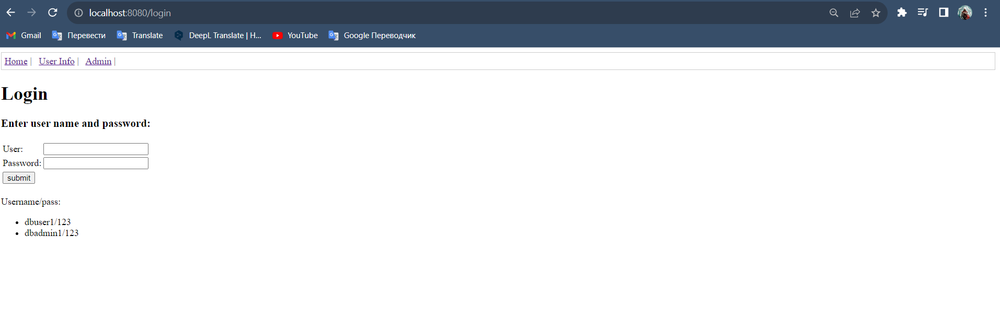 localhost:8080/login
Gmail Перевести Translate DeepL Translate | H... YouTube Google Переводчик
Home | User Info | Admin |
Login
Enter user name and password:
User:
Password:
submit
Username/pass:
dbuser1/123
dbadmin1/123